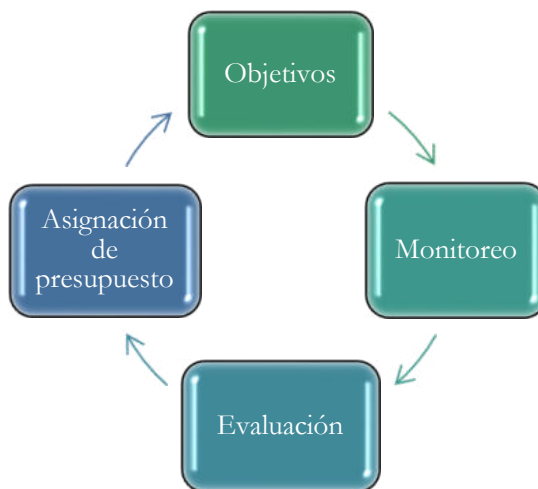 Objetivos
Monitoreo
Evaluación
Asignación
de
presupuesto